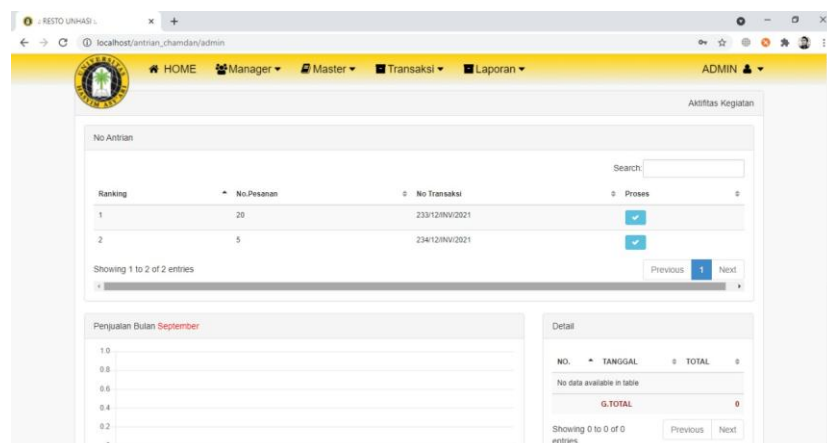 : RESTO UNHASI :.
localhost/antrian_chamdan/admin
HOME Manager Master Transaksi Laporan ADMIN
Aktifitas Kegiatan
No Antrian
Search:
Ranking No.Pesanan No Transaksi Proses
1 20 233/12/INV/2021
2 5 234/12/INV/2021
Showing 1 to 2 of 2 entries Previous 1 Next
Penjualan Bulan September
Detail
1.0
0.8
0.6
0.4
0.2
NO. TANGGAL TOTAL
No data available in table
G.TOTAL 0
Showing 0 to 0 of 0 Previous Next
entries